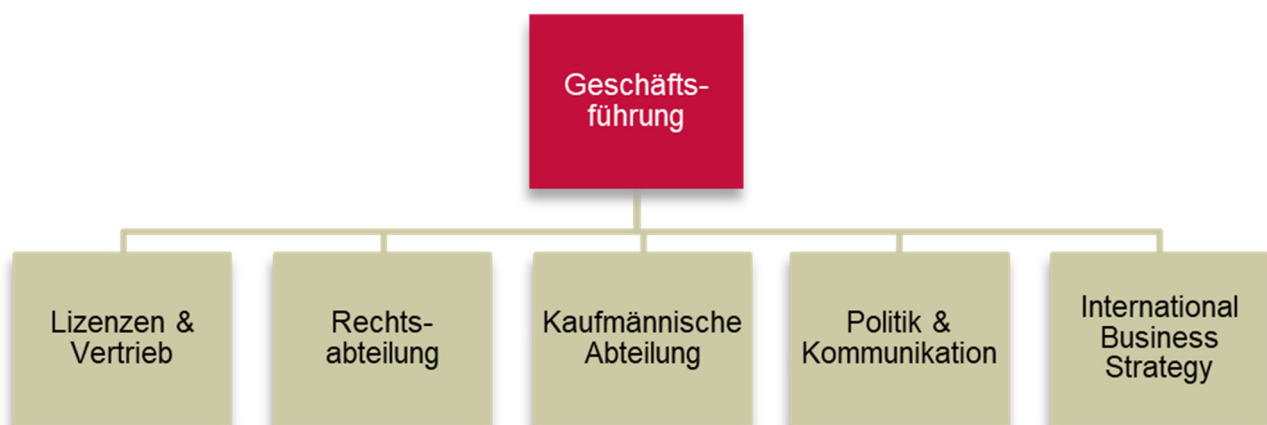 Geschäfts-
führung
Lizenzen &
Vertrieb
Rechts-
abteilung
Kaufmännische
Abteilung
Politik &
Kommunikation
International
Business
Strategy